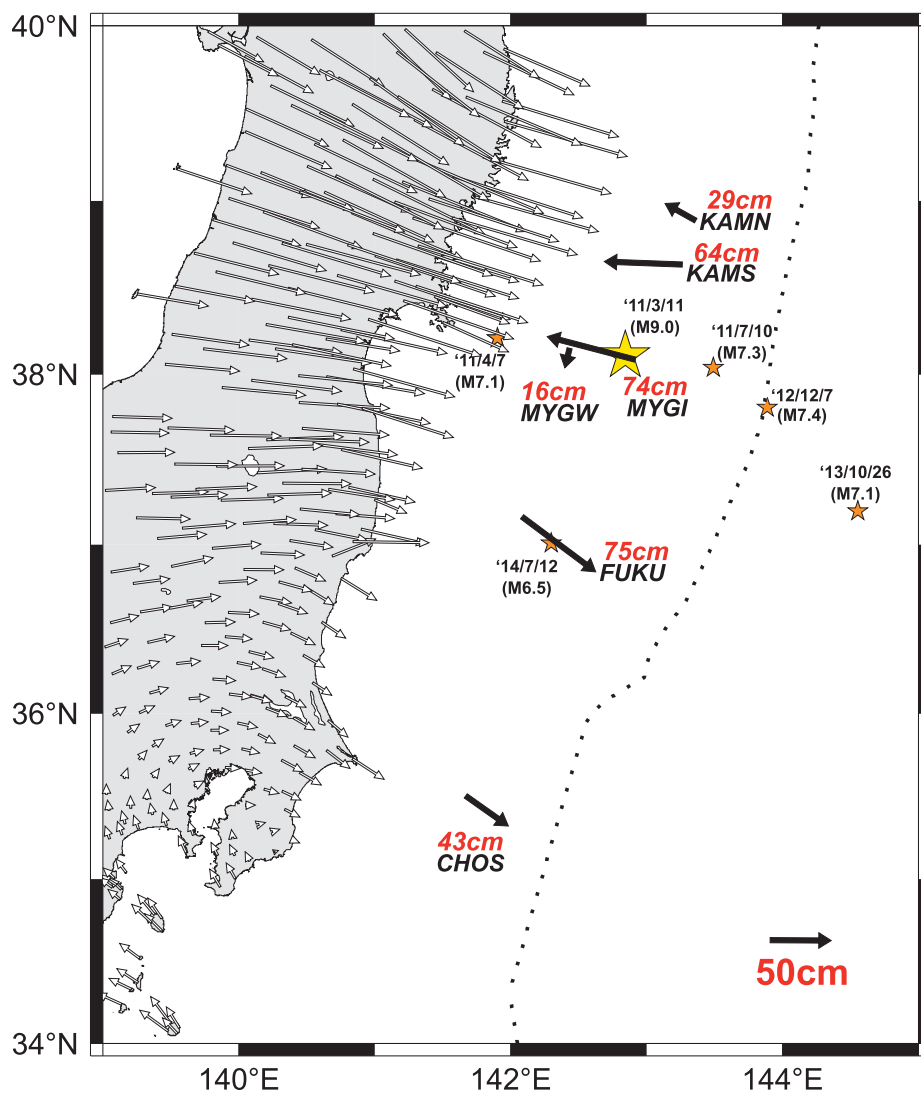 40°N
29cm
KAMN
64cm
KAMS
‘11/3/11
(M9.0)
‘11/7/10
(M7.3)
38°N
‘11/4/7
(M7.1)
16cm
MYGW
74cm
MYGI
‘12/12/7
(M7.4)
‘13/10/26
(M7.1)
75cm
FUKU
‘14/7/12
(M6.5)
36°N
43cm
CHOS
50cm
34°N
140°E
142°E
144°E